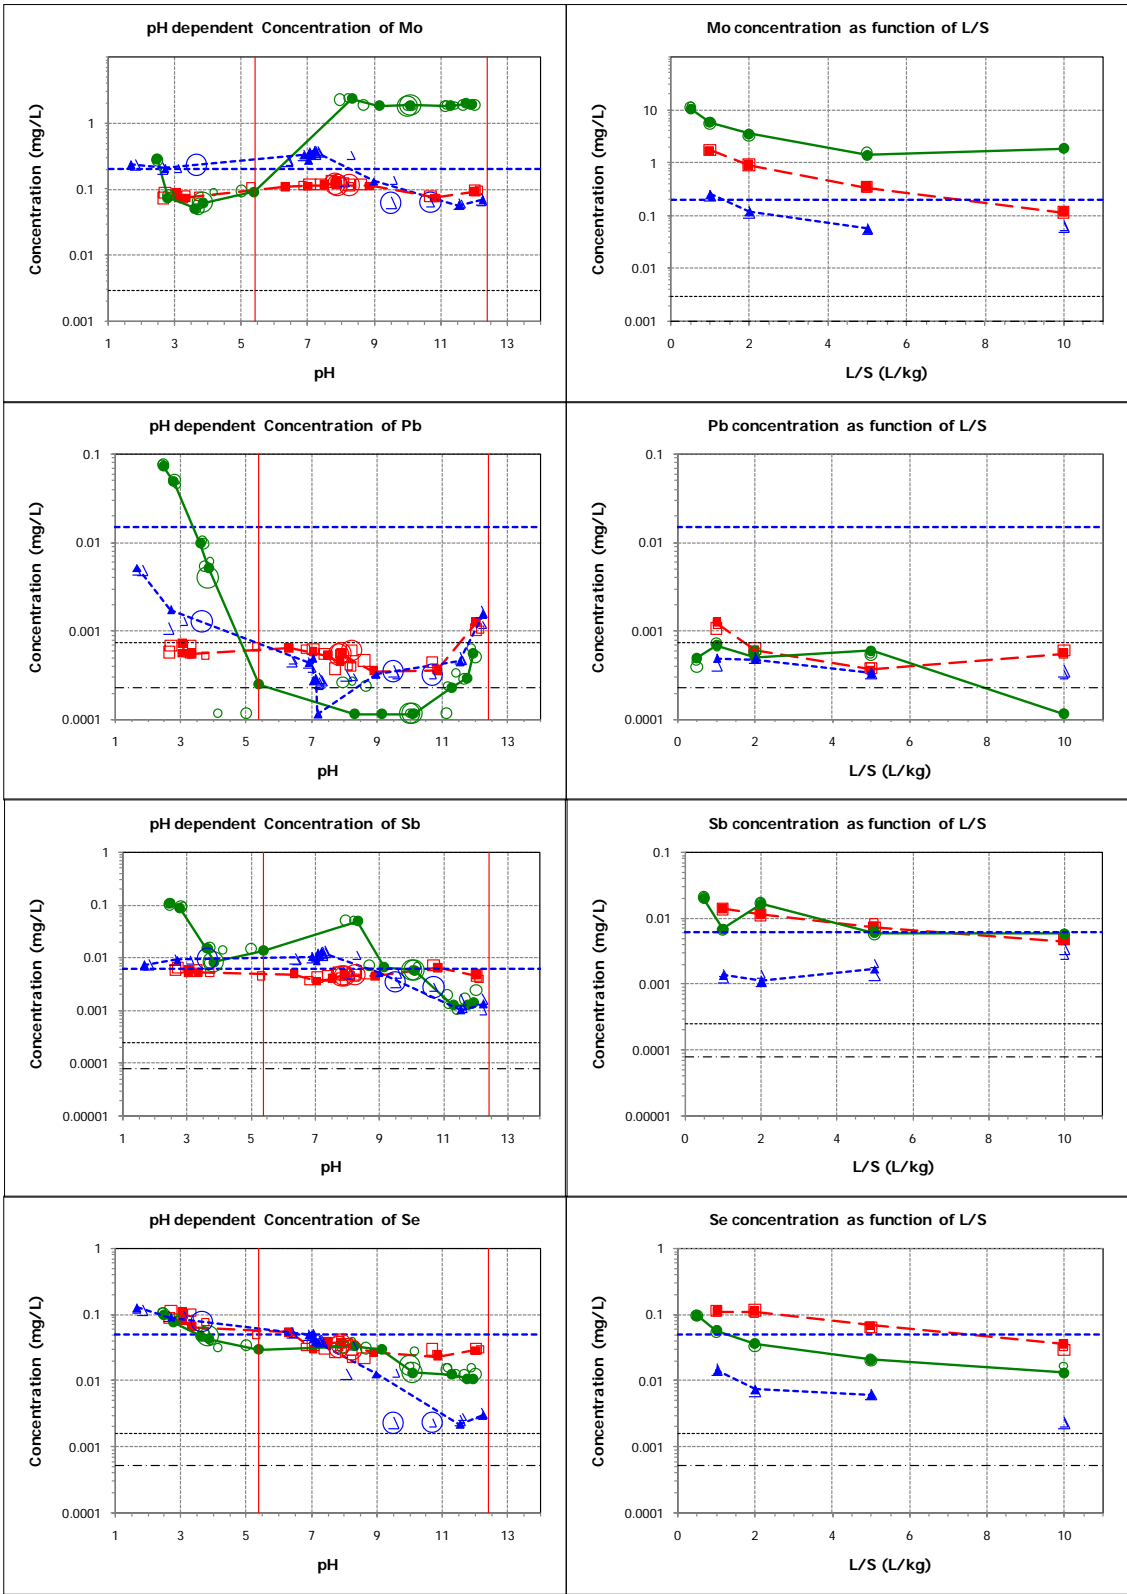 pH dependent Concentration of Mo
Concentration (mg/L)
1
0.1
0.01
0.001
1 3 5 7 9 11 13
pH
Mo concentration as function of L/S
Concentration (mg/L)
10
1
0.1
0.01
0.001
0 2 4 6 8 10
L/S (L/kg)
pH dependent Concentration of Pb
Concentration (mg/L)
0.1
0.01
0.001
0.0001
1 3 5 7 9 11 13
pH
Pb concentration as function of L/S
Concentration (mg/L)
0.1
0.01
0.001
0.0001
0 2 4 6 8 10
L/S (L/kg)
pH dependent Concentration of Sb
Concentration (mg/L)
1
0.1
0.01
0.001
0.0001
0.00001
1 3 5 7 9 11 13
pH
Sb concentration as function of L/S
Concentration (mg/L)
0.1
0.01
0.001
0.0001
0.00001
0 2 4 6 8 10
L/S (L/kg)
pH dependent Concentration of Se
Concentration (mg/L)
1
0.1
0.01
0.001
0.0001
1 3 5 7 9 11 13
pH
Se concentration as function of L/S
Concentration (mg/L)
1
0.1
0.01
0.001
0.0001
0 2 4 6 8 10
L/S (L/kg)